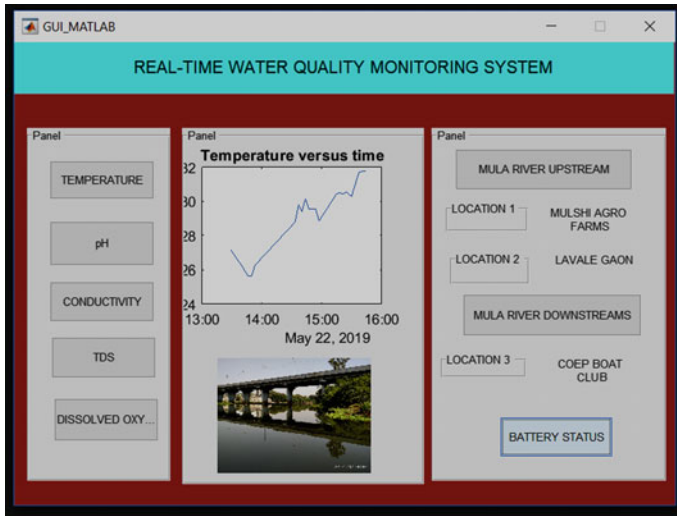 GUI_MATLAB
REAL-TIME WATER QUALITY MONITORING SYSTEM
Panel
TEMPERATURE
pH
CONDUCTIVITY
TDS
DISSOLVED OXY...
Panel
Temperature versus time
32
30
28
26
24
13:00 14:00 15:00 16:00
May 22, 2019
Panel
MULA RIVER UPSTREAM
LOCATION 1
MULSHI AGRO
FARMS
LOCATION 2
LAVALE GAON
MULA RIVER DOWNSTREAMS
LOCATION 3
COEP BOAT
CLUB
BATTERY STATUS